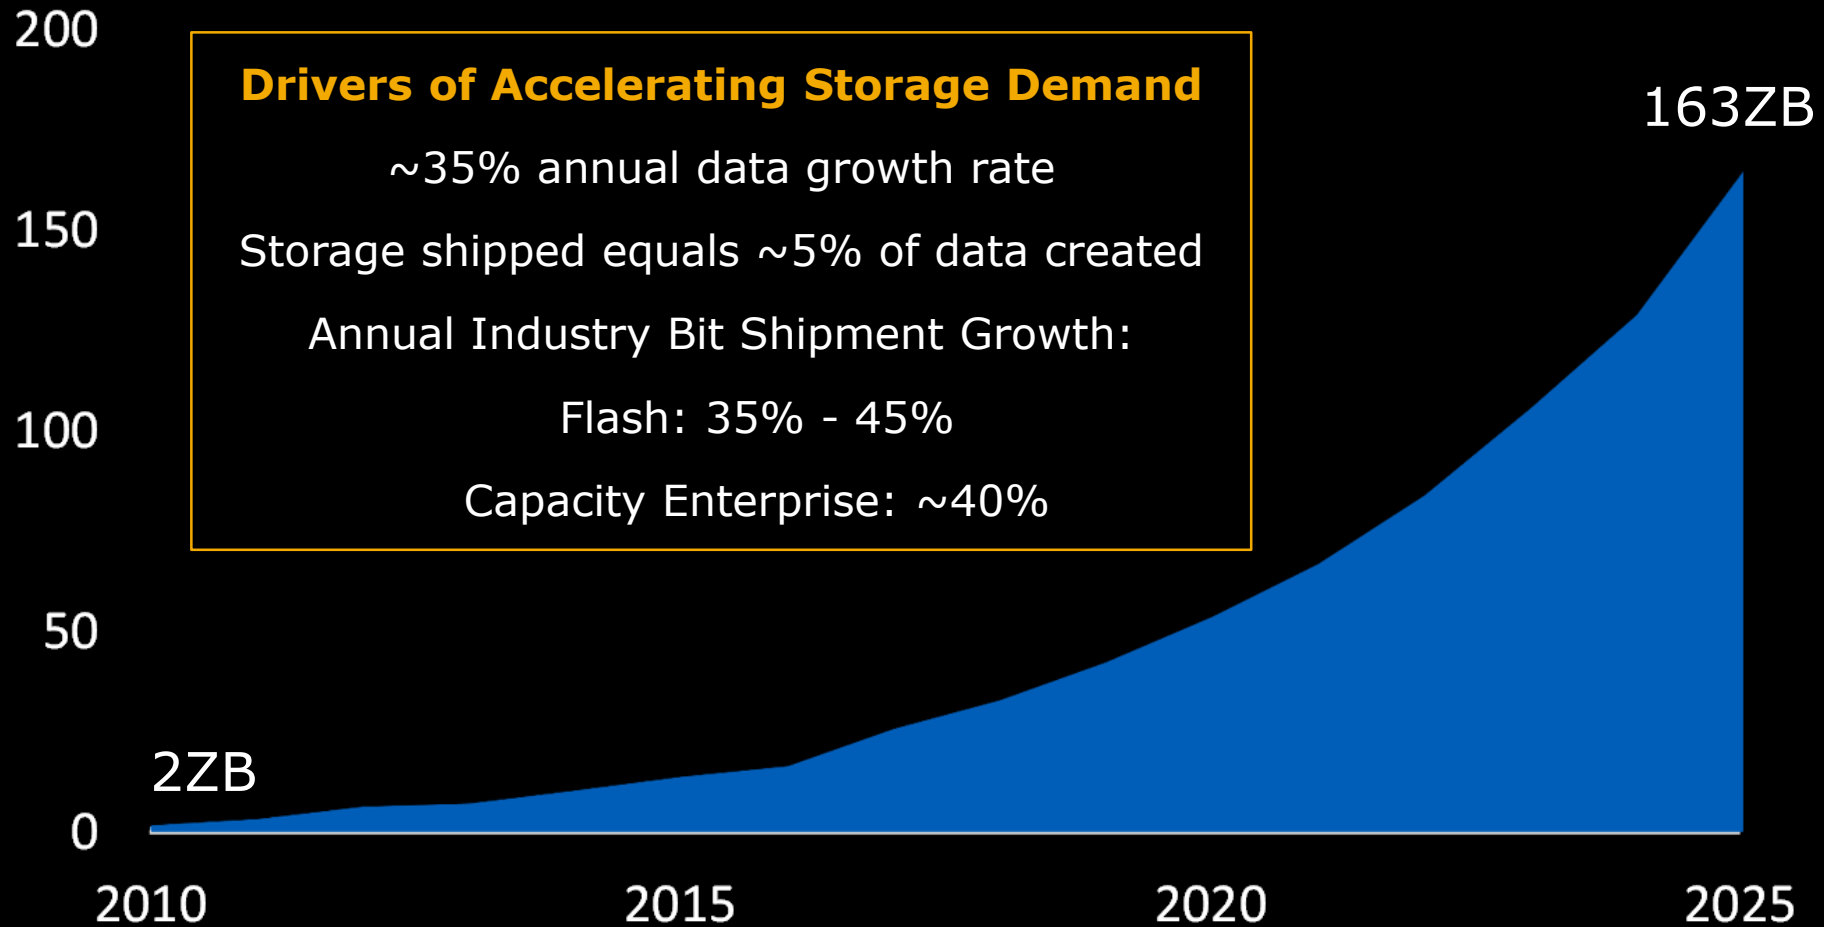 200
Drivers of Accelerating Storage Demand
163ZB
~35% annual data growth rate
150
Storage shipped equals ~5% of data created
Annual Industry Bit Shipment Growth:
100
Flash: 35% - 45%
Capacity Enterprise: ~40%
50
2ZB
0
2010 2015 2020 2025